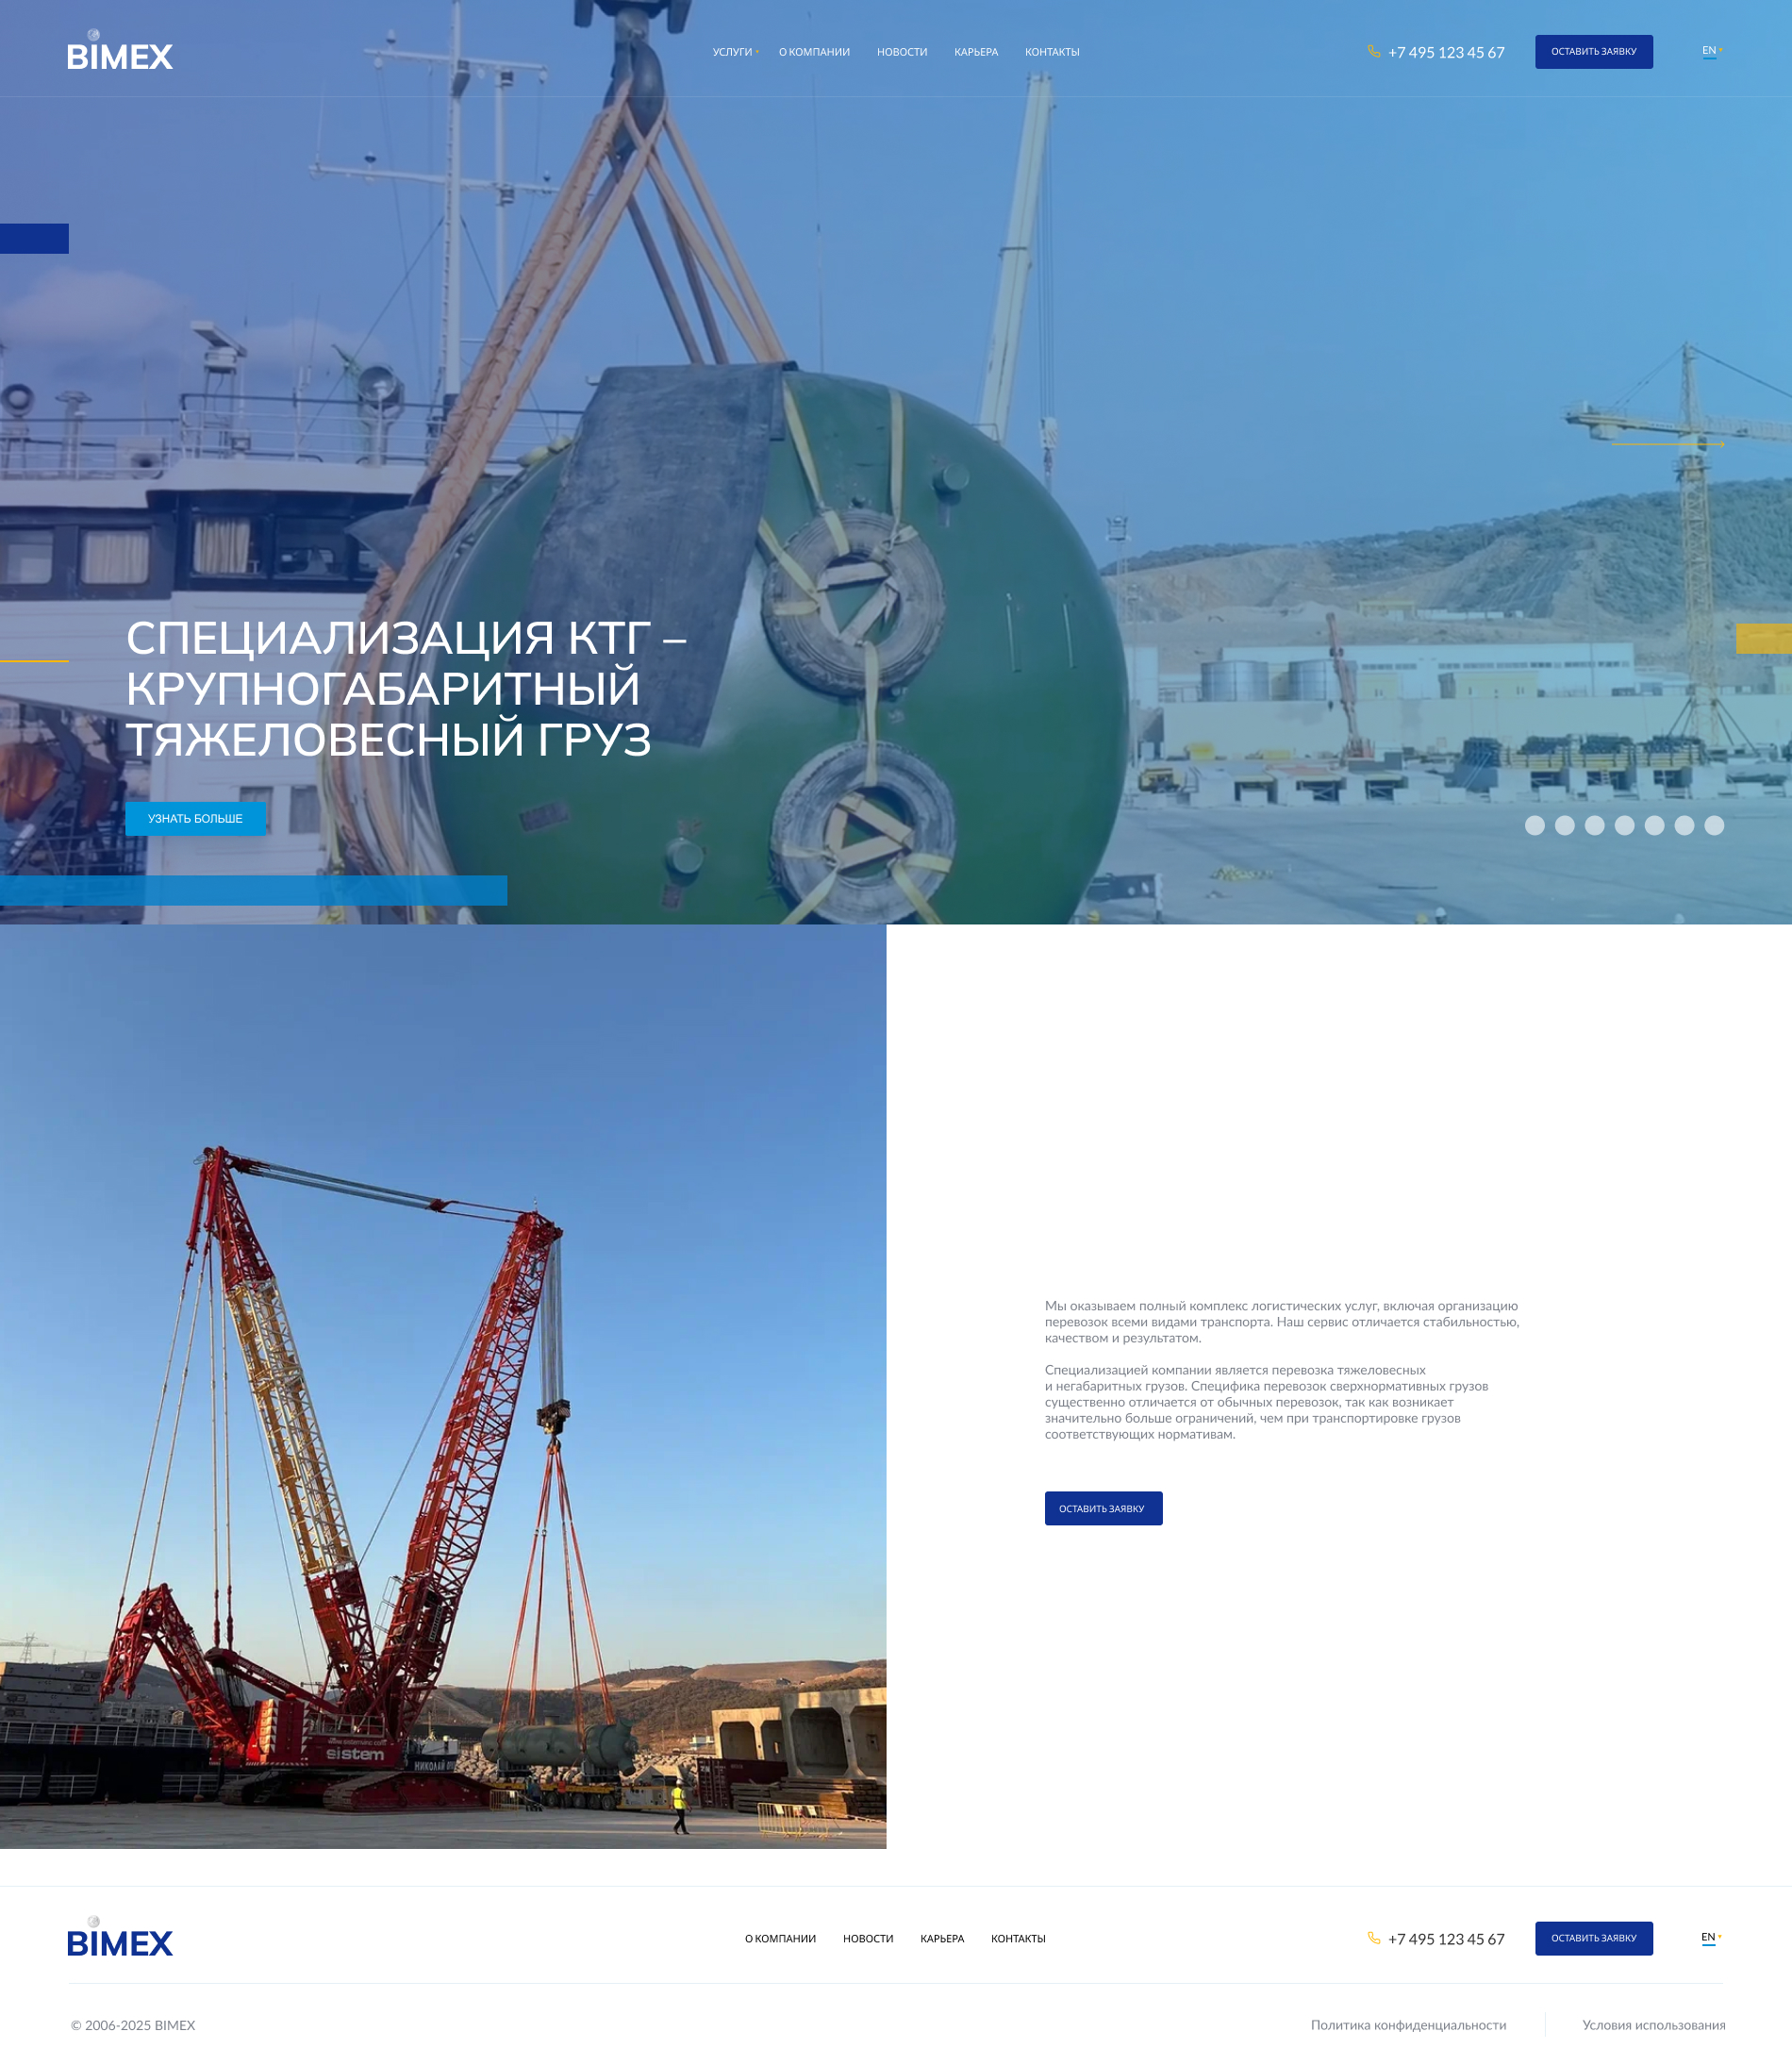 BIMEX
УСЛУГИ
О КОМПАНИИ
НОВОСТИ
КАРЬЕРА
КОНТАКТЫ
+7 495 123 45 67
ОСТАВИТЬ ЗАЯВКУ
EN
СПЕЦИАЛИЗАЦИЯ КТГ –
КРУПНОГАБАРИТНЫЙ
ТЯЖЕЛОВЕСНЫЙ ГРУЗ
УЗНАТЬ БОЛЬШЕ
Мы оказываем полный комплекс логистических услуг, включая организацию
перевозок всеми видами транспорта. Наш сервис отличается стабильностью,
качеством и результатом.
Специализацией компании является перевозка тяжеловесных
и негабаритных грузов. Специфика перевозок сверхнормативных грузов
существенно отличается от обычных перевозок, так как возникает
значительно больше ограничений, чем при транспортировке грузов
соответствующих нормативам.
ОСТАВИТЬ ЗАЯВКУ
sistem
НИКОЛАЙ
BIMEX
О КОМПАНИИ
НОВОСТИ
КАРЬЕРА
КОНТАКТЫ
+7 495 123 45 67
ОСТАВИТЬ ЗАЯВКУ
EN
© 2006-2025 BIMEX
Политика конфиденциальности
Условия использования